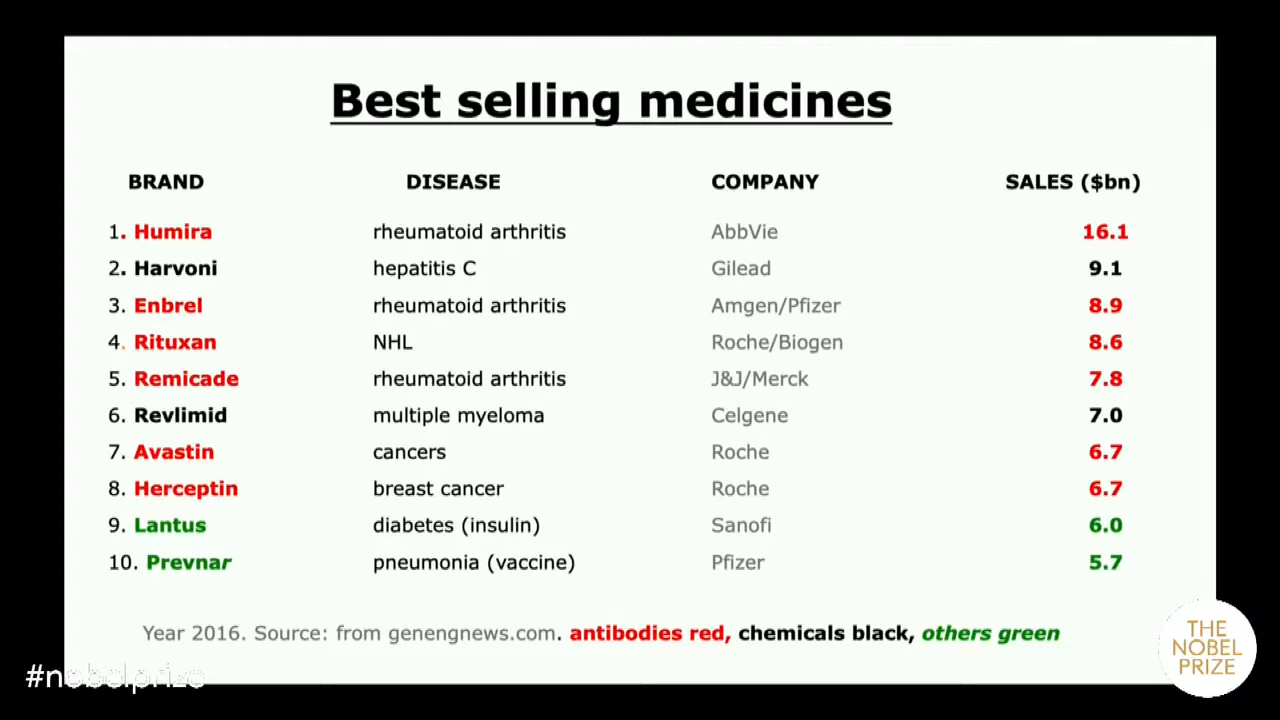 Best selling medicines
BRAND DISEASE COMPANY SALES ($bn)
1. Humira rheumatoid arthritis AbbVie 16.1
2. Harvoni hepatitis C Gilead 9.1
3. Enbrel rheumatoid arthritis Amgen/Pfizer 8.9
4. Rituxan NHL Roche/Biogen 8.6
5. Remicade rheumatoid arthritis J&J/Merck 7.8
6. Revlimid multiple myeloma Celgene 7.0
7. Avastin cancers Roche 6.7
8. Herceptin breast cancer Roche 6.7
9. Lantus diabetes (insulin) Sanofi 6.0
10. Prevnar pneumonia (vaccine) Pfizer 5.7
Year 2016. Source: from genengnews.com. antibodies red, chemicals black, others green
#nobelprize
THE
NOBEL
PRIZE